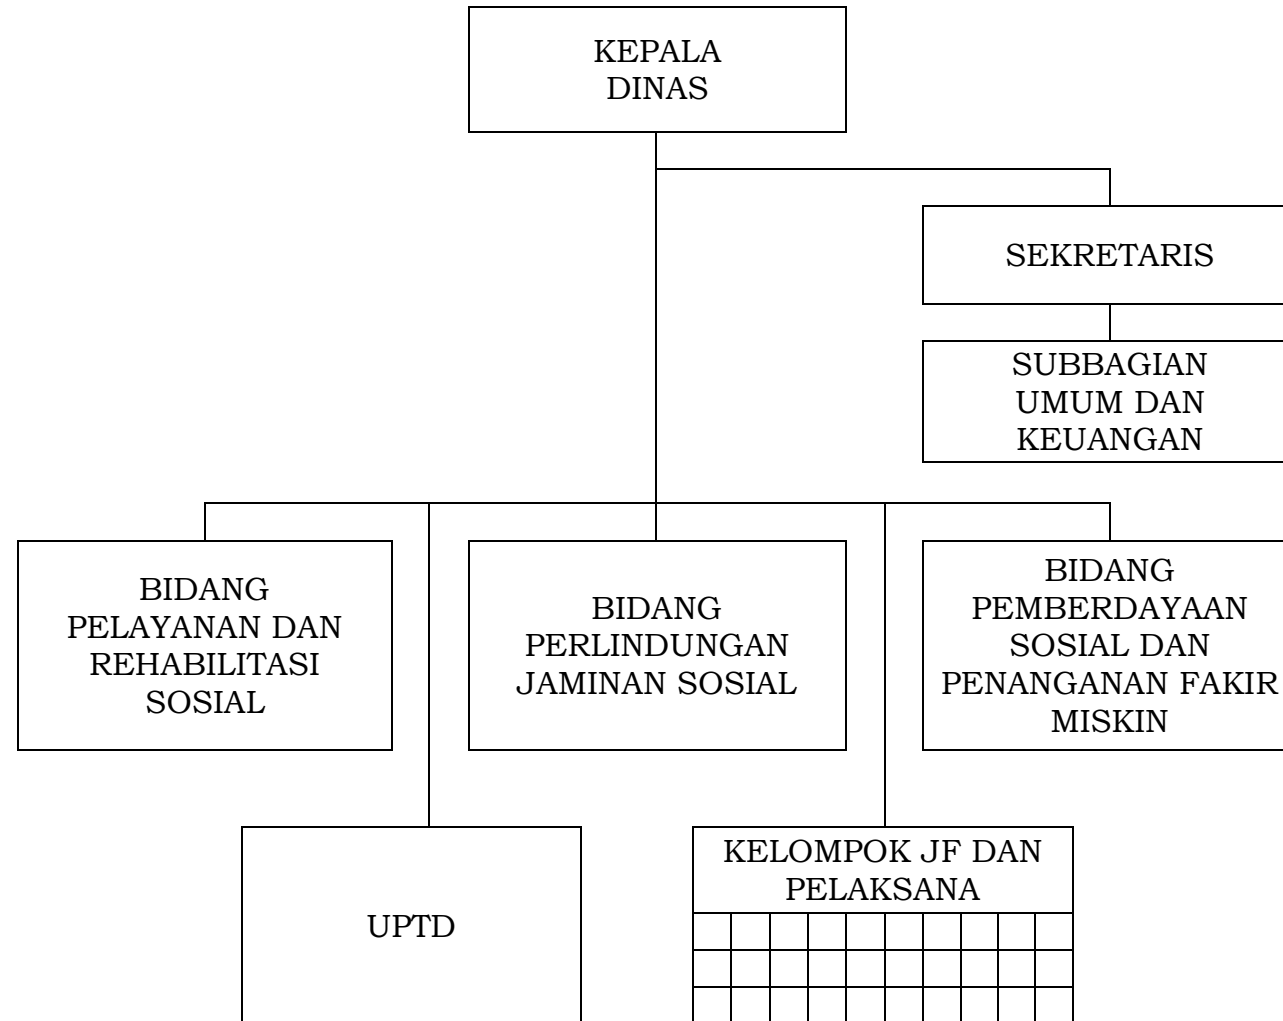 KEPALA
DINAS
SEKRETARIS
SUBBAGIAN
UMUM DAN
KEUANGAN
BIDANG
PELAYANAN DAN
REHABILITASI
SOSIAL
BIDANG
PERLINDUNGAN
JAMINAN SOSIAL
BIDANG
PEMBERDAYAAN
SOSIAL DAN
PENANGANAN FAKIR
MISKIN
UPTD
KELOMPOK JF DAN
PELAKSANA